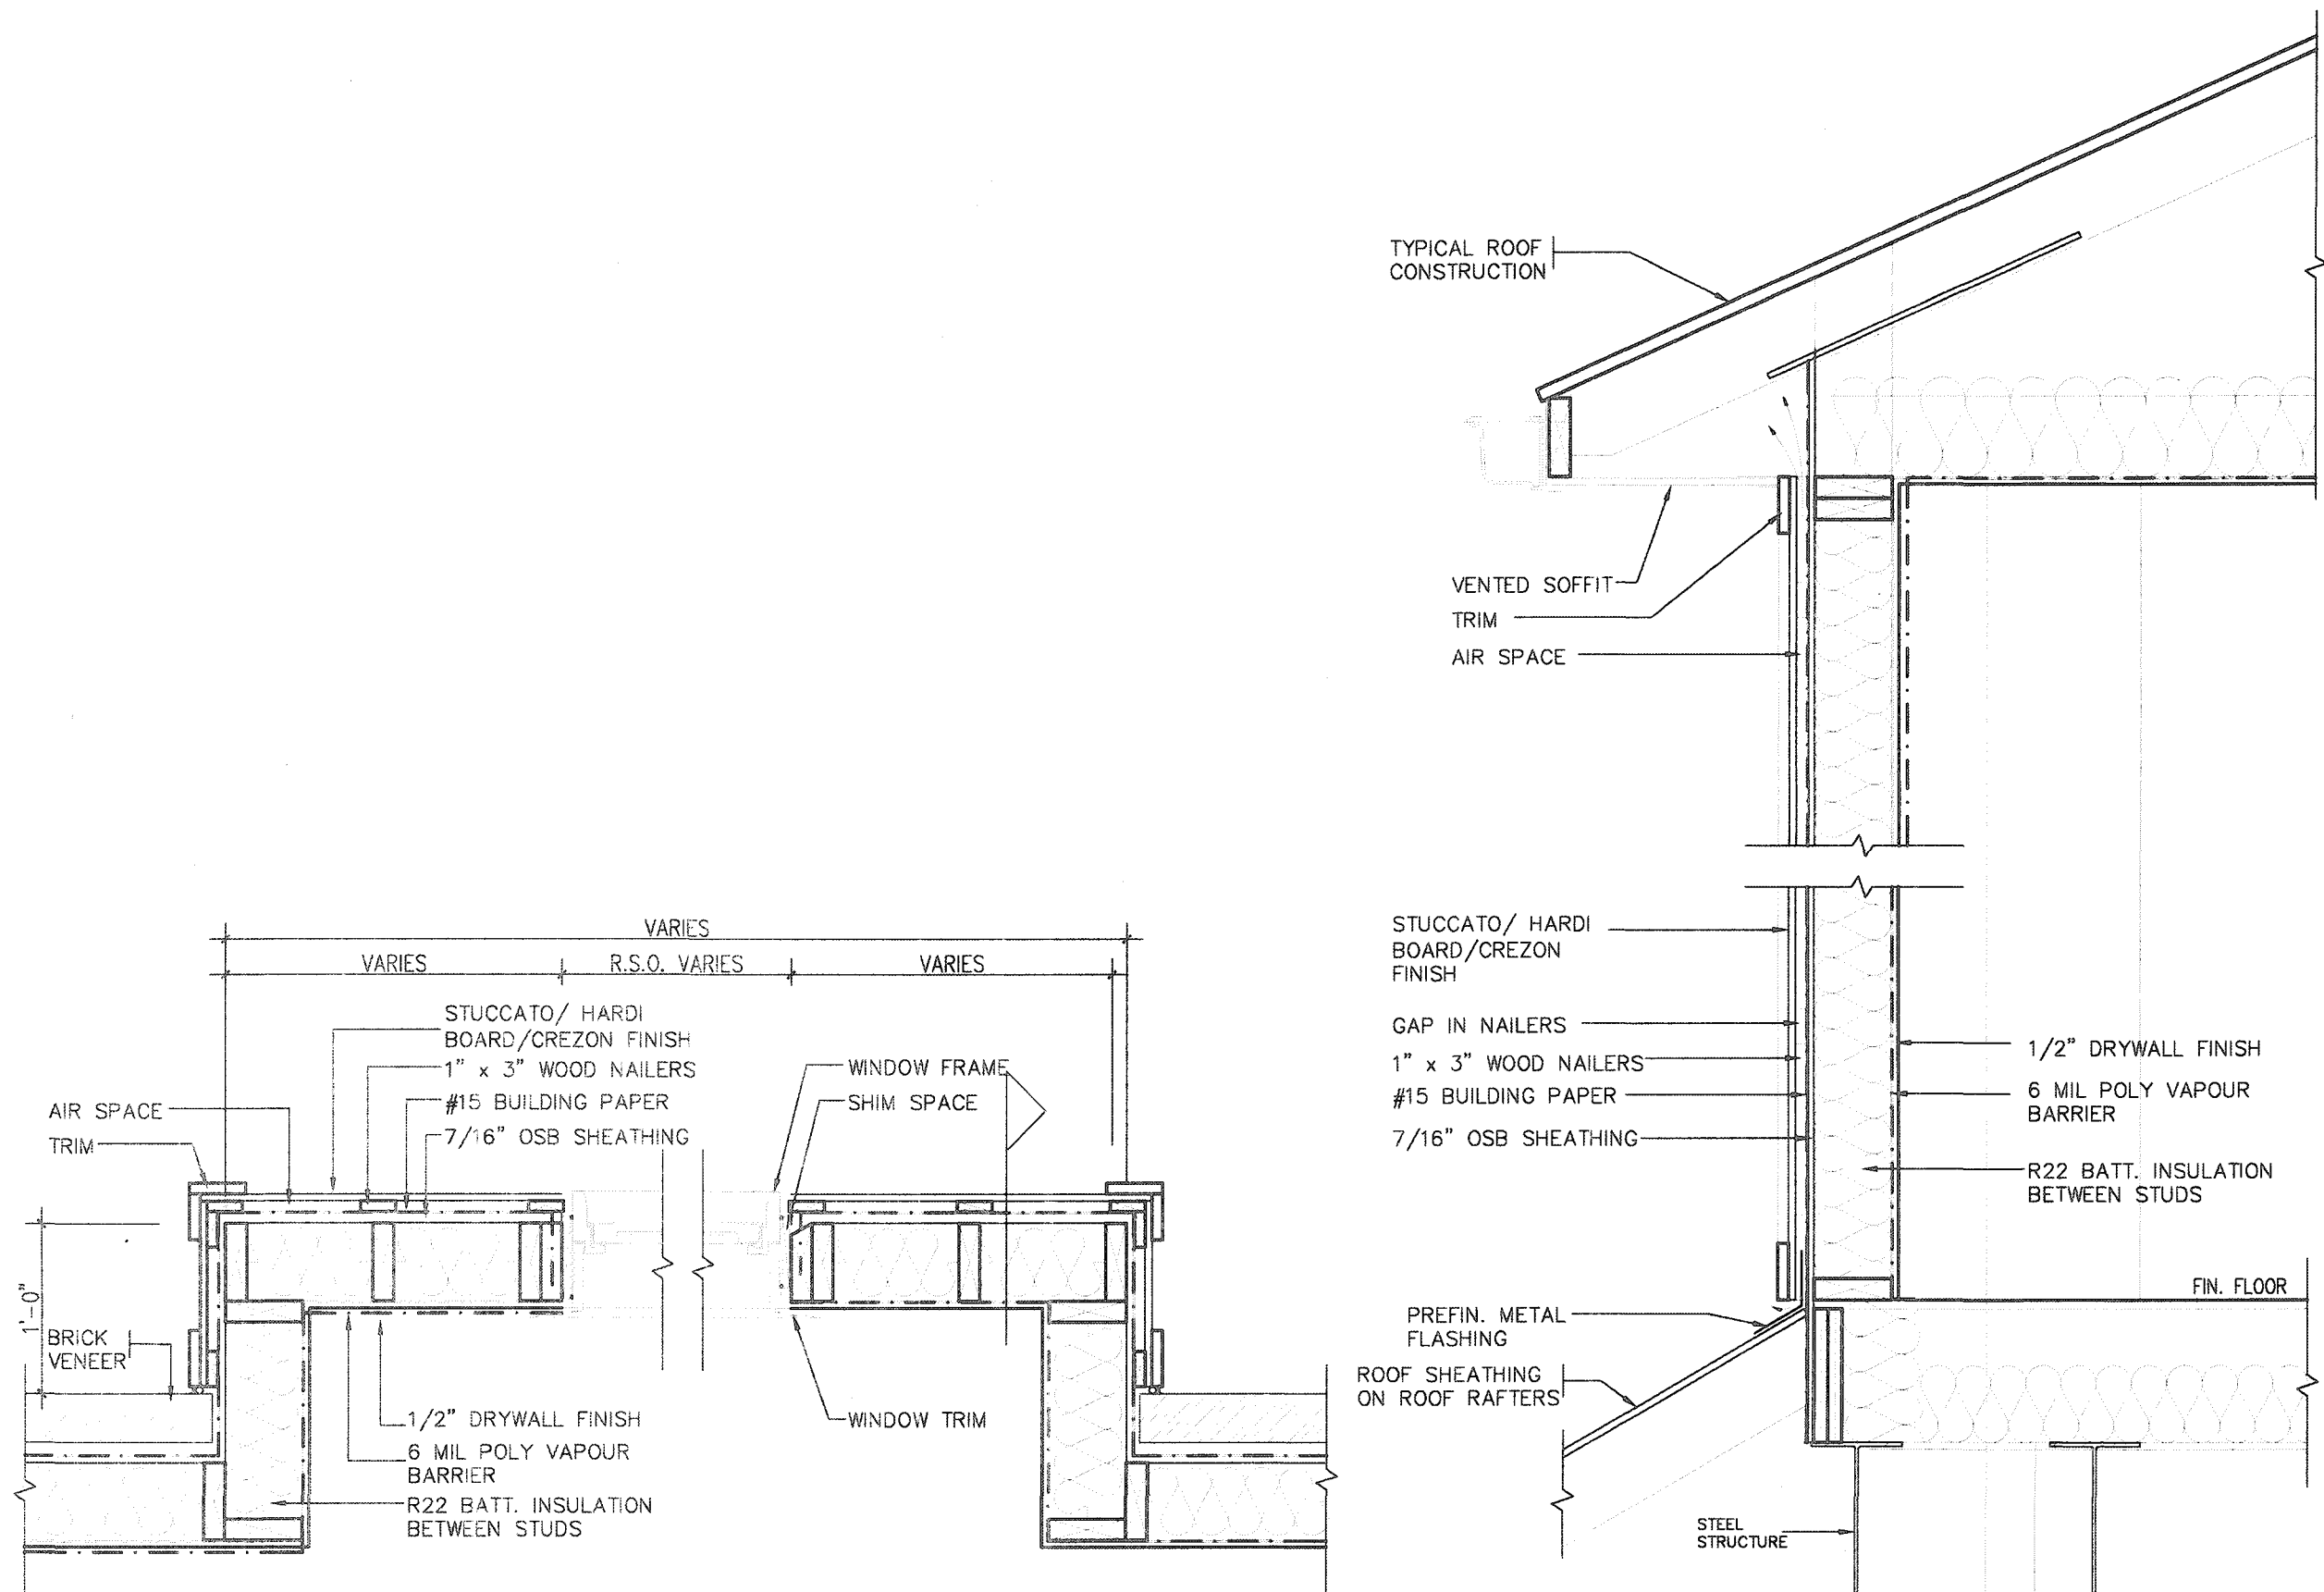 VARIES
VARIES
R.S.O. VARIES
VARIES
STUCCATO/ HARDI
BOARD/CREZON FINISH
1" x 3" WOOD NAILERS
#15 BUILDING PAPER
7/16" OSB SHEATHING
AIR SPACE
TRIM
WINDOW FRAME
SHIM SPACE
1'-0"
BRICK
VENEER
1/2" DRYWALL FINISH
6 MIL POLY VAPOUR
BARRIER
R22 BATT. INSULATION
BETWEEN STUDS
WINDOW TRIM
TYPICAL ROOF
CONSTRUCTION
VENTED SOFFIT
TRIM
AIR SPACE
STUCCATO/ HARDI
BOARD/CREZON
FINISH
GAP IN NAILERS
1" x 3" WOOD NAILERS
#15 BUILDING PAPER
7/16" OSB SHEATHING
1/2" DRYWALL FINISH
6 MIL POLY VAPOUR
BARRIER
R22 BATT. INSULATION
BETWEEN STUDS
FIN. FLOOR
PREFIN. METAL
FLASHING
ROOF SHEATHING
ON ROOF RAFTERS
STEEL
STRUCTURE